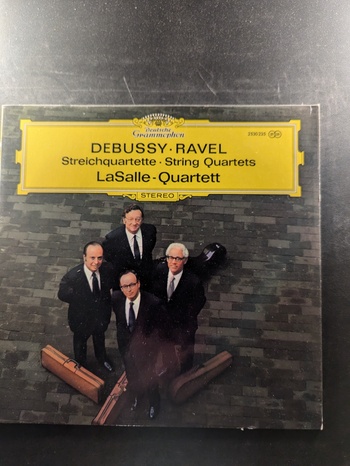 Deutsche
Grammophon
DEBUSSY · RAVEL
Streichquartette · String Quartets
LaSalle-Quartett
STEREO